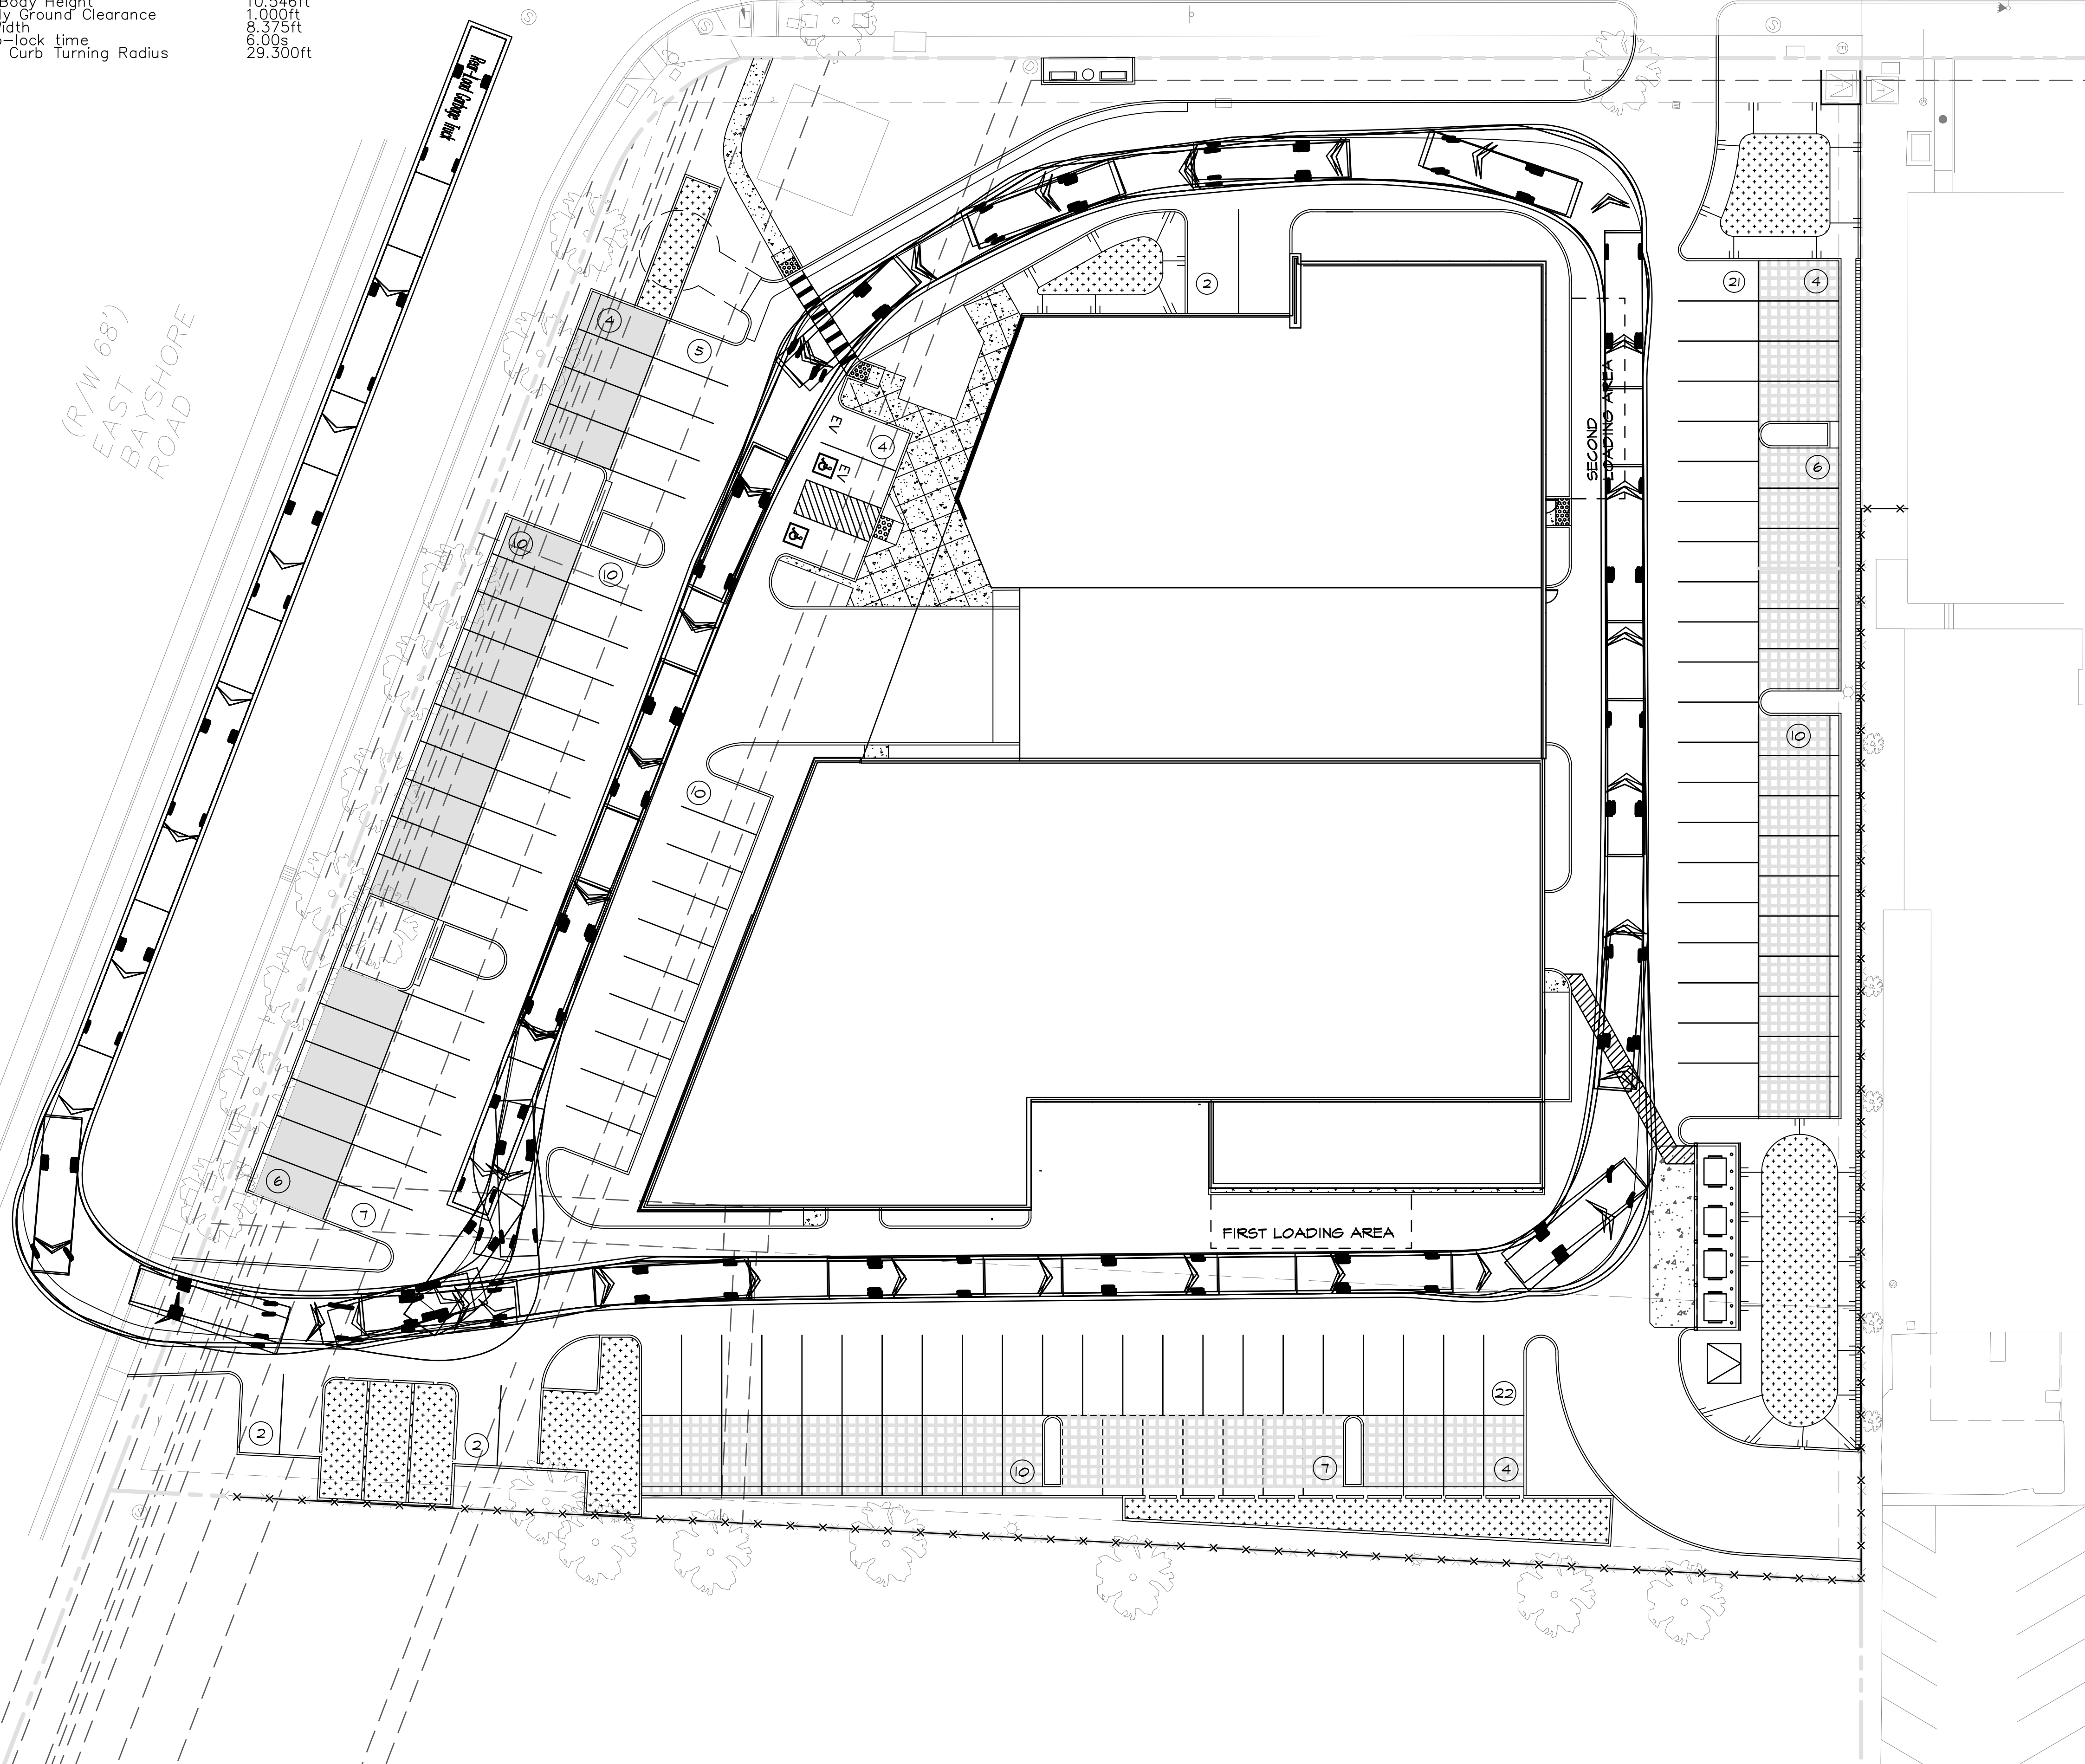 Body Height 10.546ft
y Ground Clearance 1.000ft
idth 8.375ft
-lock time 6.00s
Curb Turning Radius 29.300ft
Rear-Load Garbage Truck
(R/W 68')
EAST
BAYSHORE
ROAD
4
5
10
10
6
7
2
4
EV
EV
10
21
4
6
10
SECOND
LOADING AREA
FIRST LOADING AREA
22
2
2
10
7
4